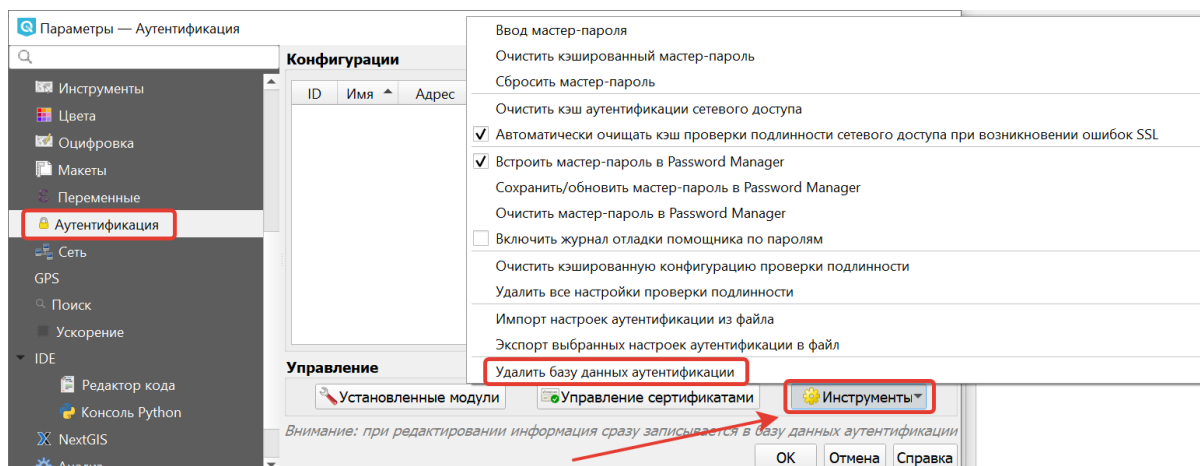 Параметры — Аутентификация
Инструменты
Цвета
Оцифровка
Макеты
Переменные
Аутентификация
Сеть
GPS
Поиск
Ускорение
IDE
Редактор кода
Консоль Python
NextGIS
Анализ
Конфигурации
ID Имя Адрес
Ввод мастер-пароля
Очистить кэшированный мастер-пароль
Сбросить мастер-пароль
Очистить кэш аутентификации сетевого доступа
Автоматически очищать кэш проверки подлинности сетевого доступа при возникновении ошибок SSL
Встроить мастер-пароль в Password Manager
Сохранить/обновить мастер-пароль в Password Manager
Очистить мастер-пароль в Password Manager
Включить журнал отладки помощника по паролям
Очистить кэшированную конфигурацию проверки подлинности
Удалить все настройки проверки подлинности
Импорт настроек аутентификации из файла
Экспорт выбранных настроек аутентификации в файл
Удалить базу данных аутентификации
Управление
Установленные модули Управление сертификатами Инструменты
Внимание: при редактировании информация сразу записывается в базу данных аутентификации
OK Отмена Справка